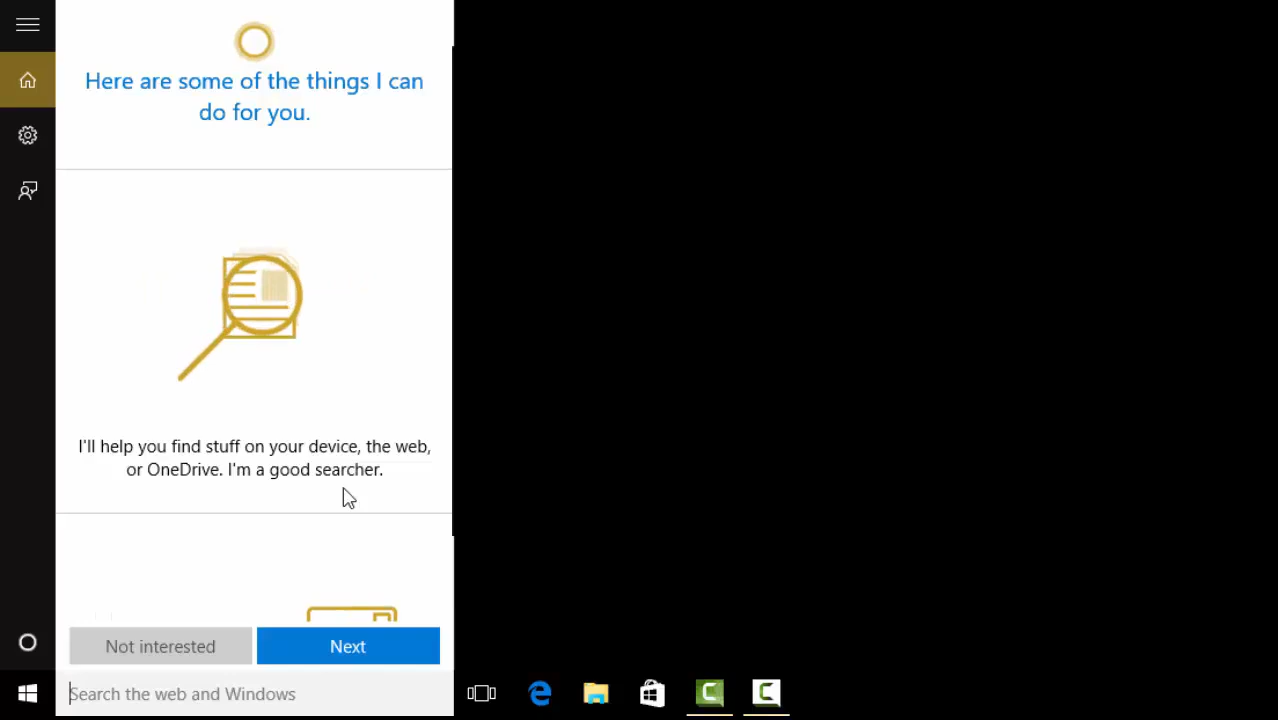 Here are some of the things I can
do for you.
I'll help you find stuff on your device, the web,
or OneDrive. I'm a good searcher.
Not interested
Next
Search the web and Windows